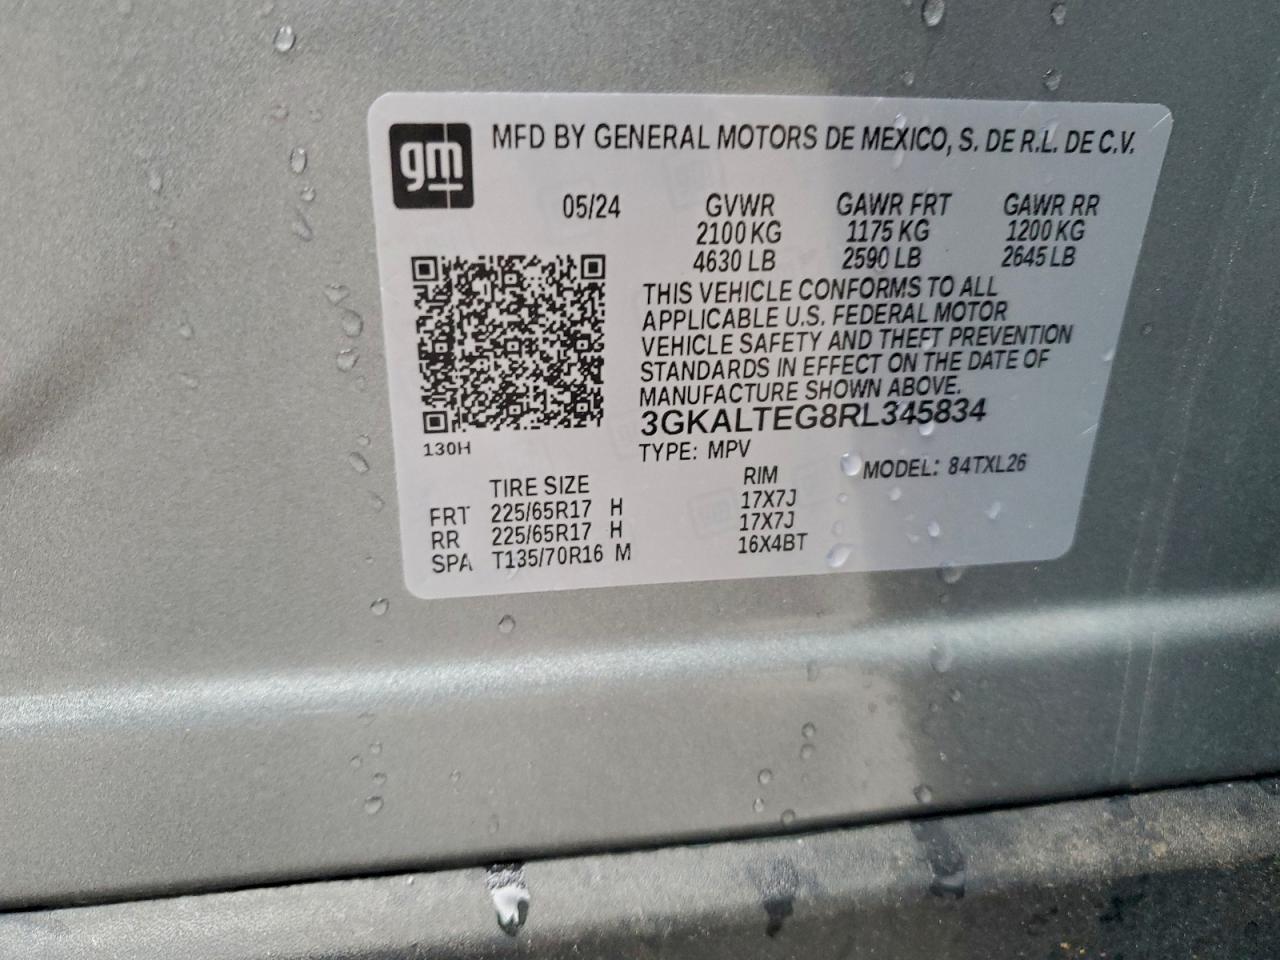 gm
MFD BY GENERAL MOTORS DE MEXICO, S. DE R.L. DE C.V.
05/24 GVWR GAWR FRT GAWR RR
2100 KG 1175 KG 1200 KG
4630 LB 2590 LB 2645 LB
THIS VEHICLE CONFORMS TO ALL
APPLICABLE U.S. FEDERAL MOTOR
VEHICLE SAFETY AND THEFT PREVENTION
STANDARDS IN EFFECT ON THE DATE OF
MANUFACTURE SHOWN ABOVE.
3GKALTEG8RL345834
130H
TYPE: MPV MODEL: 84TXL26
TIRE SIZE RIM
FRT 225/65R17 H 17X7J
RR 225/65R17 H 17X7J
SPA T135/70R16 M 16X4BT